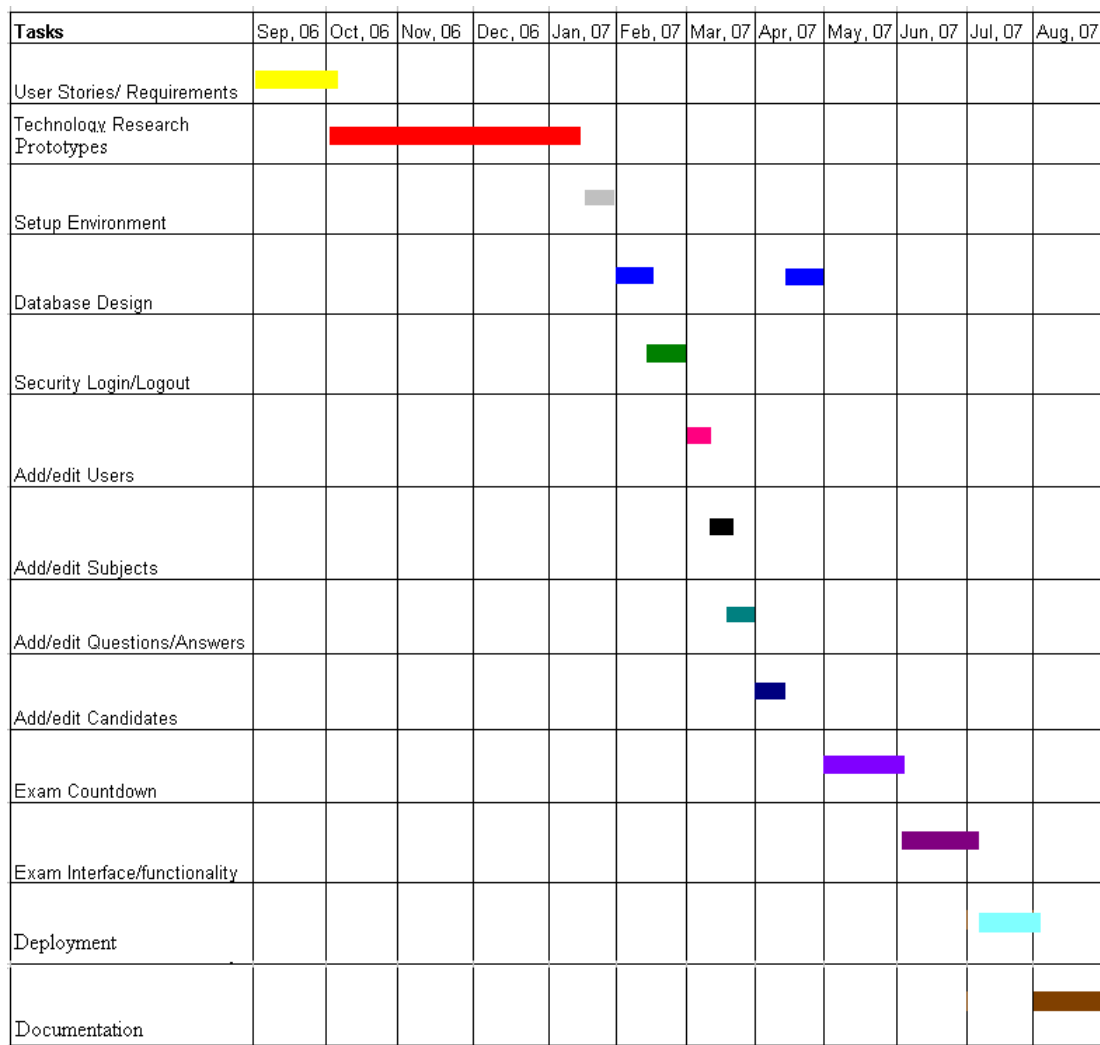 Tasks Sep, 06 Oct, 06 Nov, 06 Dec, 06 Jan, 07 Feb, 07 Mar, 07 Apr, 07 May, 07 Jun, 07 Jul, 07 Aug, 07
User Stories/ Requirements
Technology Research
Prototypes
Setup Environment
Database Design
Security Login/Logout
Add/edit Users
Add/edit Subjects
Add/edit Questions/Answers
Add/edit Candidates
Exam Countdown
Exam Interface/functionality
Deployment
Documentation